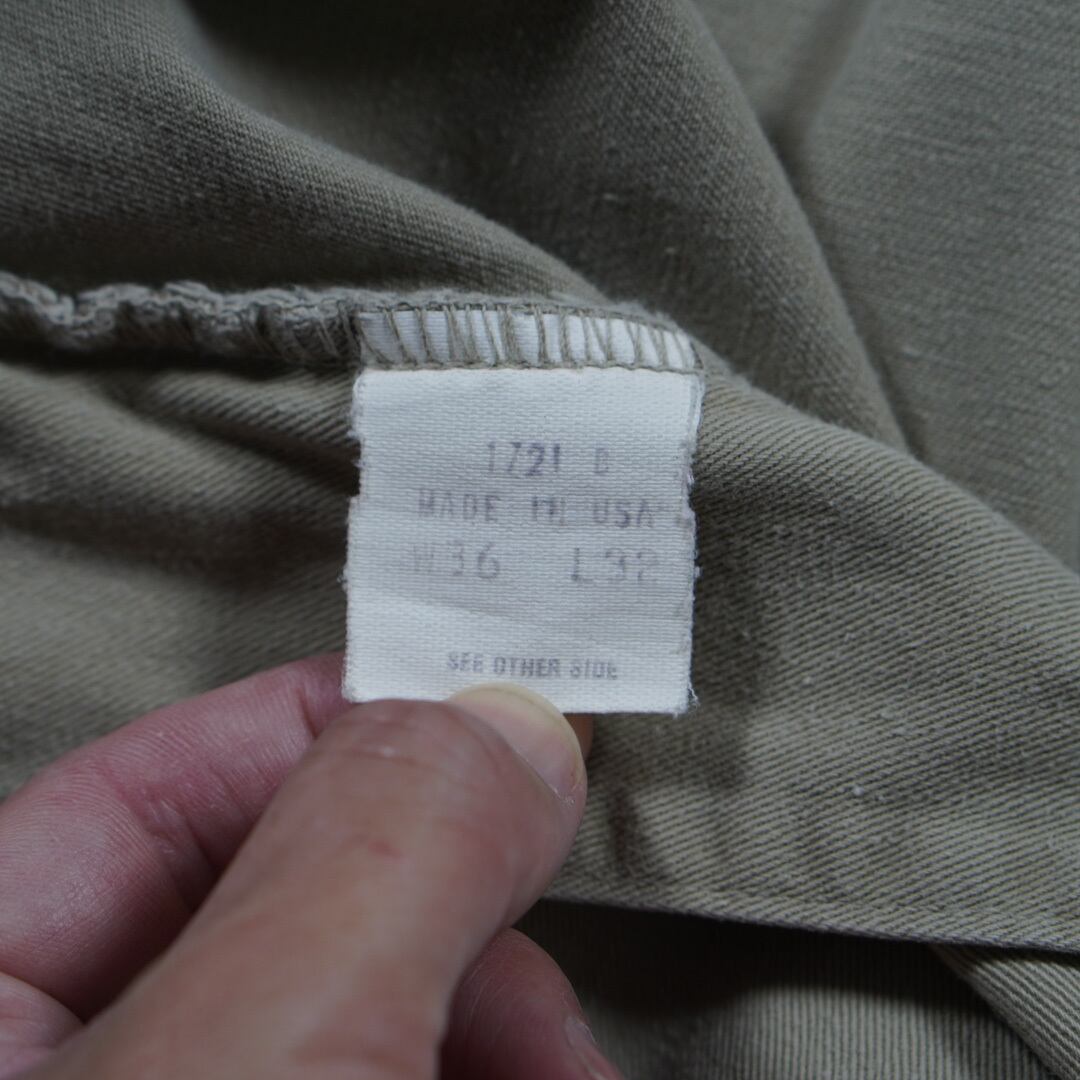 1721 B
MADE IN USA
W36 L32
SEE OTHER SIDE